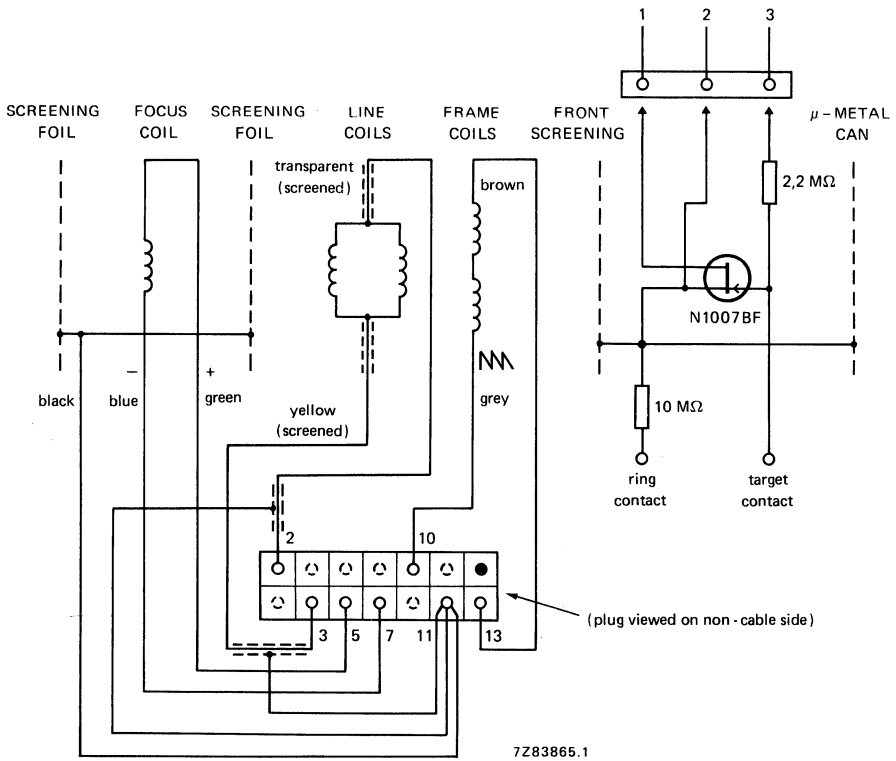 1 2 3
SCREENING FOIL
FOCUS COIL
SCREENING FOIL
LINE COILS
FRAME COILS
FRONT SCREENING
μ-METAL CAN
transparent
(screened)
brown
2,2 MΩ
N1007BF
− +
black
blue
green
yellow
(screened)
grey
10 MΩ
ring
contact
target
contact
2
10
3 5 7 11 13
(plug viewed on non-cable side)
7Z83865.1